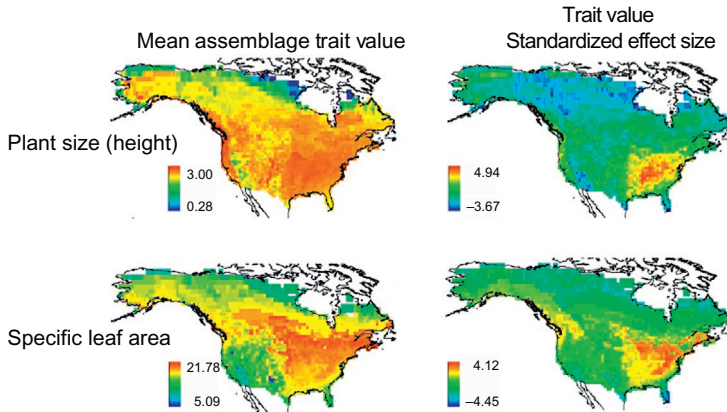 Mean assemblage trait value
Trait value
Standardized effect size
Plant size (height)
3.00
0.28
4.94
–3.67
Specific leaf area
21.78
5.09
4.12
–4.45